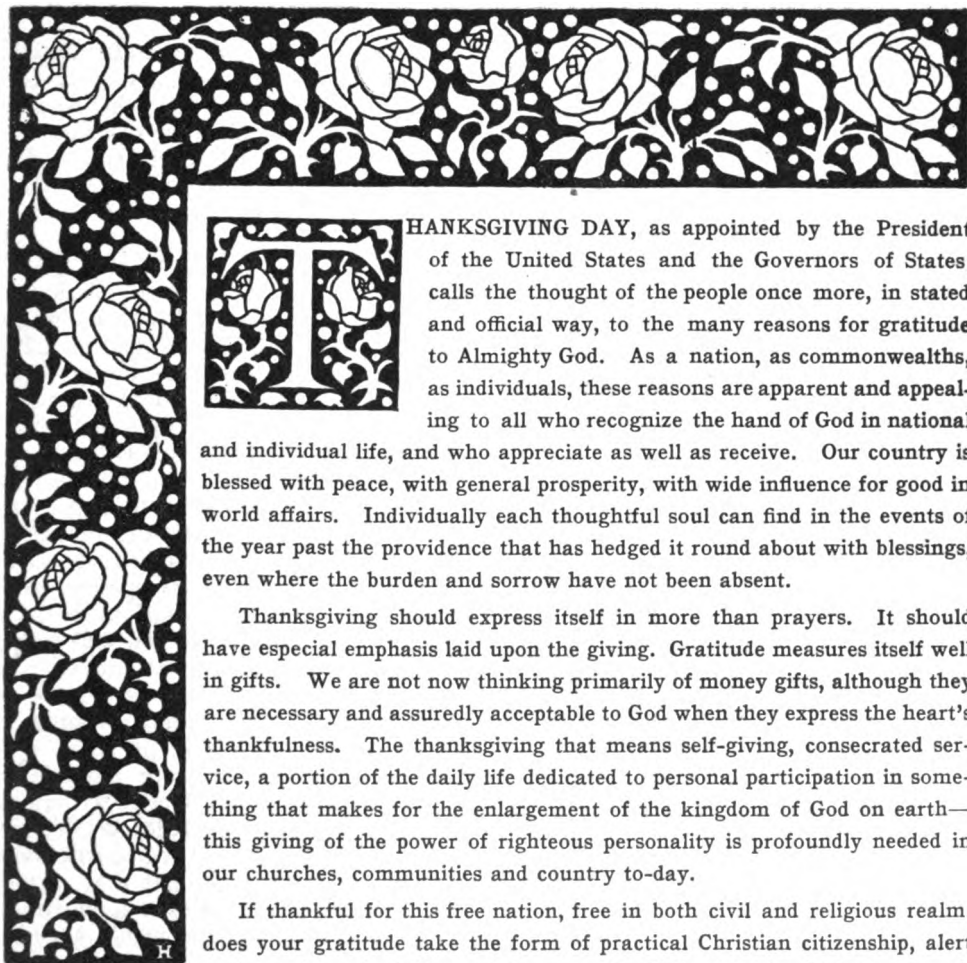 THANKSGIVING DAY, as appointed by the President
of the United States and the Governors of States
calls the thought of the people once more, in stated
and official way, to the many reasons for gratitude
to Almighty God. As a nation, as commonwealths,
as individuals, these reasons are apparent and appeal-
ing to all who recognize the hand of God in national
and individual life, and who appreciate as well as receive. Our country is
blessed with peace, with general prosperity, with wide influence for good in
world affairs. Individually each thoughtful soul can find in the events of
the year past the providence that has hedged it round about with blessings
even where the burden and sorrow have not been absent.
Thanksgiving should express itself in more than prayers. It should
have especial emphasis laid upon the giving. Gratitude measures itself well
in gifts. We are not now thinking primarily of money gifts, although they
are necessary and assuredly acceptable to God when they express the heart's
thankfulness. The thanksgiving that means self-giving, consecrated ser-
vice, a portion of the daily life dedicated to personal participation in some-
thing that makes for the enlargement of the kingdom of God on earth—
this giving of the power of righteous personality is profoundly needed in
our churches, communities and country to-day.
If thankful for this free nation, free in both civil and religious realm
does your gratitude take the form of practical Christian citizenship, alert
H